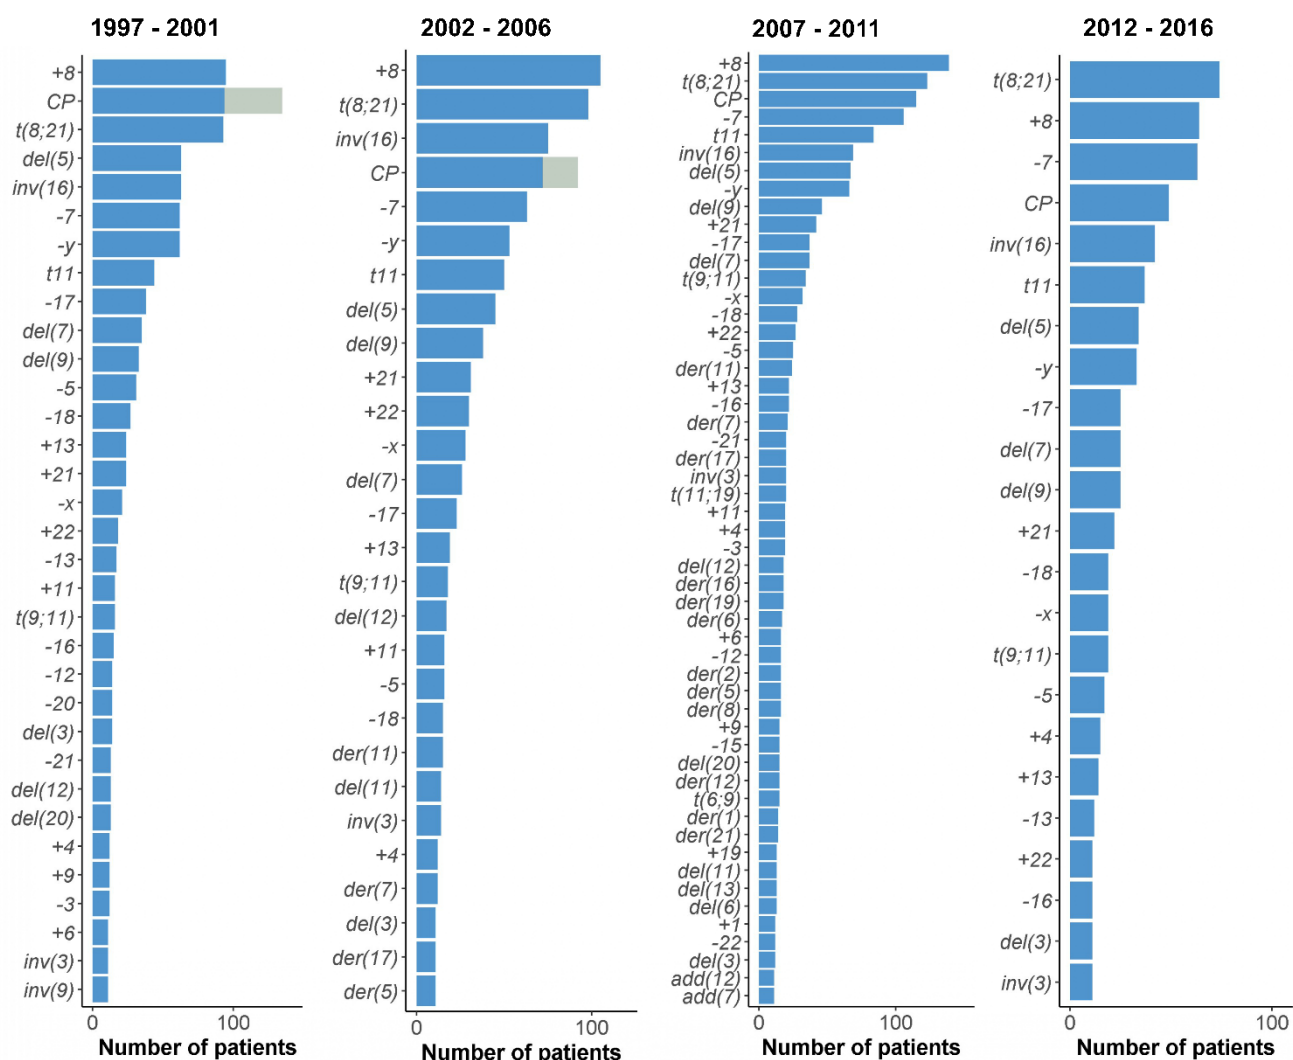 1997 - 2001
+8
CP
t(8;21)
del(5)
inv(16)
-7
-y
t11
-17
del(7)
del(9)
-5
-18
+13
+21
-x
+22
-13
+11
t(9;11)
-16
-12
-20
del(3)
-21
del(12)
del(20)
+4
+9
-3
+6
inv(3)
inv(9)
0
100
Number of patients
2002 - 2006
+8
t(8;21)
inv(16)
CP
-7
-y
t11
del(5)
del(9)
+21
+22
-x
del(7)
-17
+13
t(9;11)
del(12)
+11
-5
-18
der(11)
del(11)
inv(3)
+4
der(7)
del(3)
der(17)
der(5)
0
100
Number of patients
2007 - 2011
+8
t(8;21)
CP
-7
t11
inv(16)
del(5)
-y
del(9)
+21
-17
del(7)
t(9;11)
-x
-18
+22
-5
der(11)
+13
-16
der(7)
-21
der(17)
inv(3)
t(11;19)
+11
+4
-3
del(12)
der(16)
der(19)
der(6)
+6
-12
der(2)
der(5)
der(8)
+9
-15
del(20)
der(12)
t(6;9)
der(1)
der(21)
+19
del(11)
del(13)
del(6)
+1
-22
del(3)
add(12)
add(7)
0
100
Number of patients
2012 - 2016
t(8;21)
+8
-7
CP
inv(16)
t11
del(5)
-y
-17
del(7)
del(9)
+21
-18
-x
t(9;11)
-5
+4
+13
-13
+22
-16
del(3)
inv(3)
0
100
Number of patients